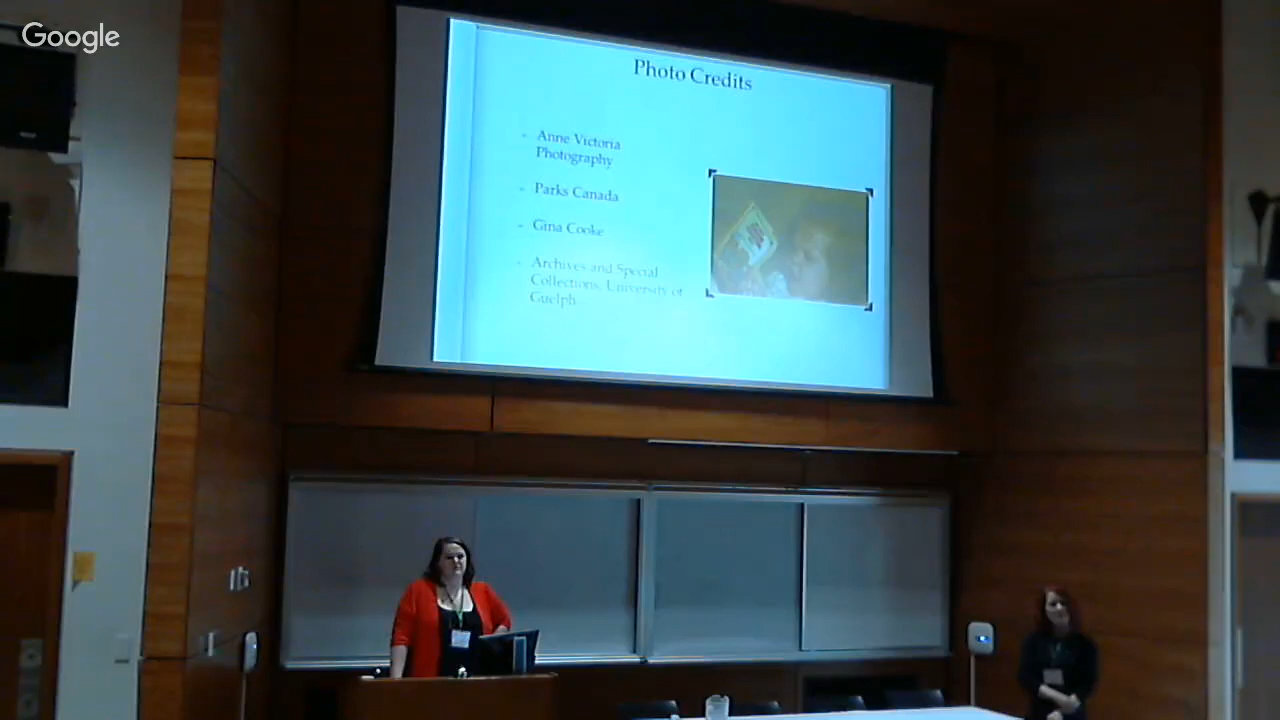 Google
Photo Credits
Anne Victoria
Photography
Parks Canada
Gina Cooke
Archives and Special
Collections, University of
Guelph